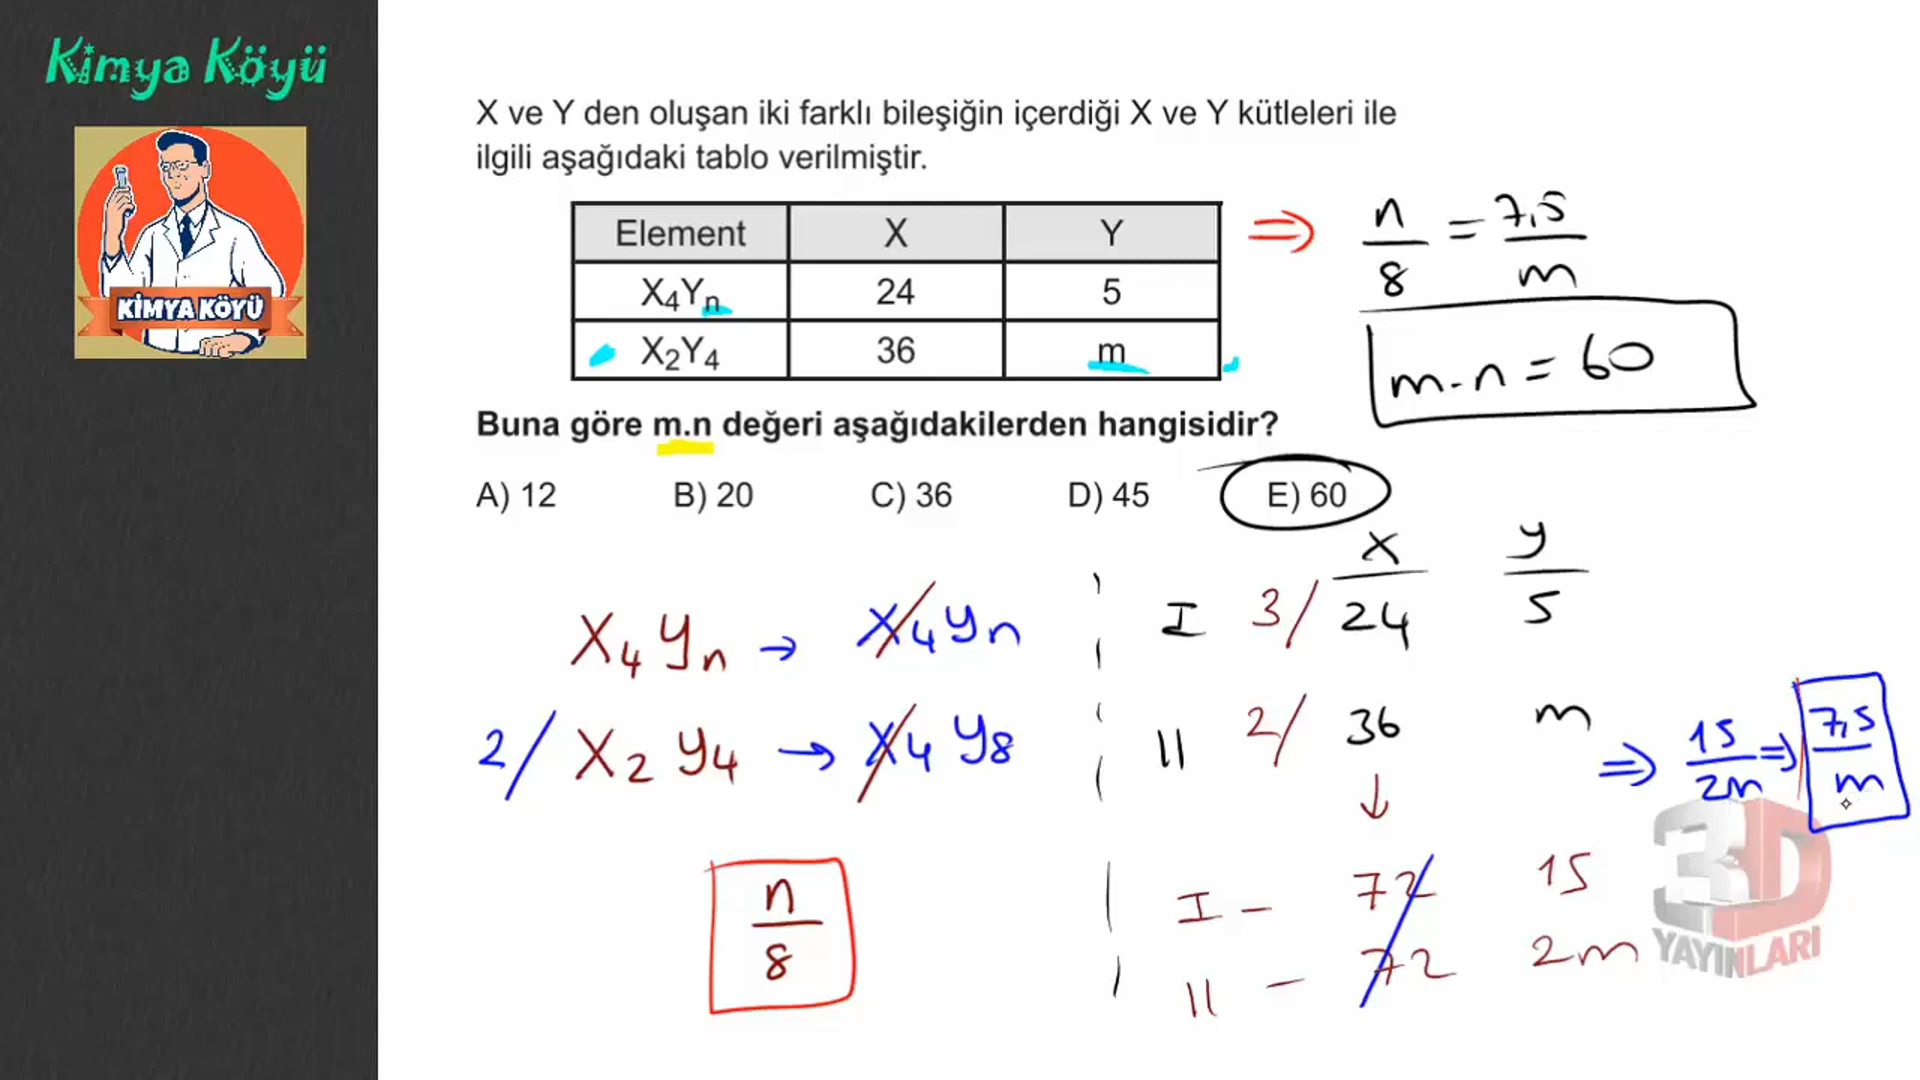 Kimya Köyü
KİMYA KÖYÜ
X ve Y den oluşan iki farklı bileşiğin içerdiği X ve Y kütleleri ile
ilgili aşağıdaki tablo verilmiştir.
Element X Y
X₄Yₙ 24 5
X₂Y₄ 36 m
⇒ n/8 = 7,5/m
m.n = 60
Buna göre m.n değeri aşağıdakilerden hangisidir?
A) 12 B) 20 C) 36 D) 45 E) 60
X₄Yₙ → X₄Yₙ
2/ X₂Y₄ → X₄Y₈
n/8
X Y
I 3/ 24 5
II 2/ 36 m
⇒ 15/2m ⇒ 7,5/m
↓
I - 72 15
II - 72 2m
3D
YAYINLARI